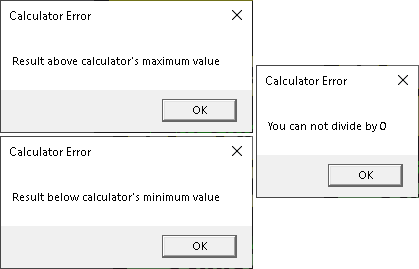 Calculator Error
Result above calculator's maximum value
OK
Calculator Error
You can not divide by 0
OK
Calculator Error
Result below calculator's minimum value
OK